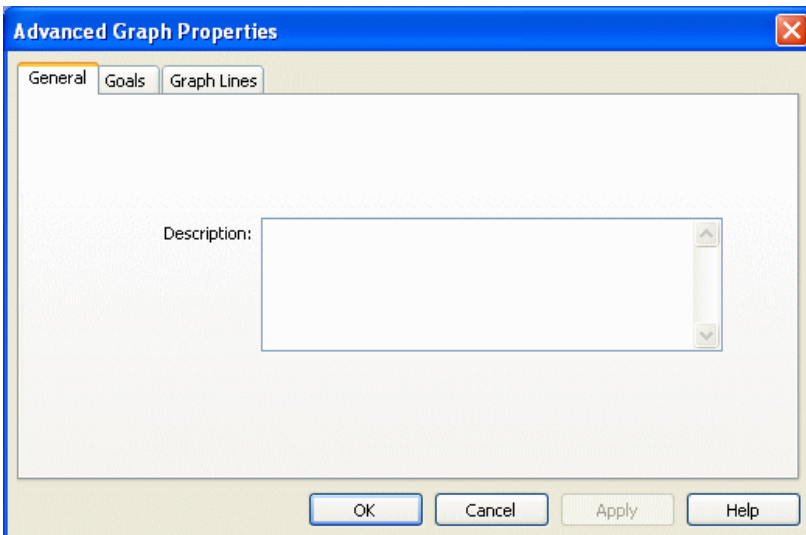 Advanced Graph Properties
General Goals Graph Lines
Description:
OK Cancel Apply Help